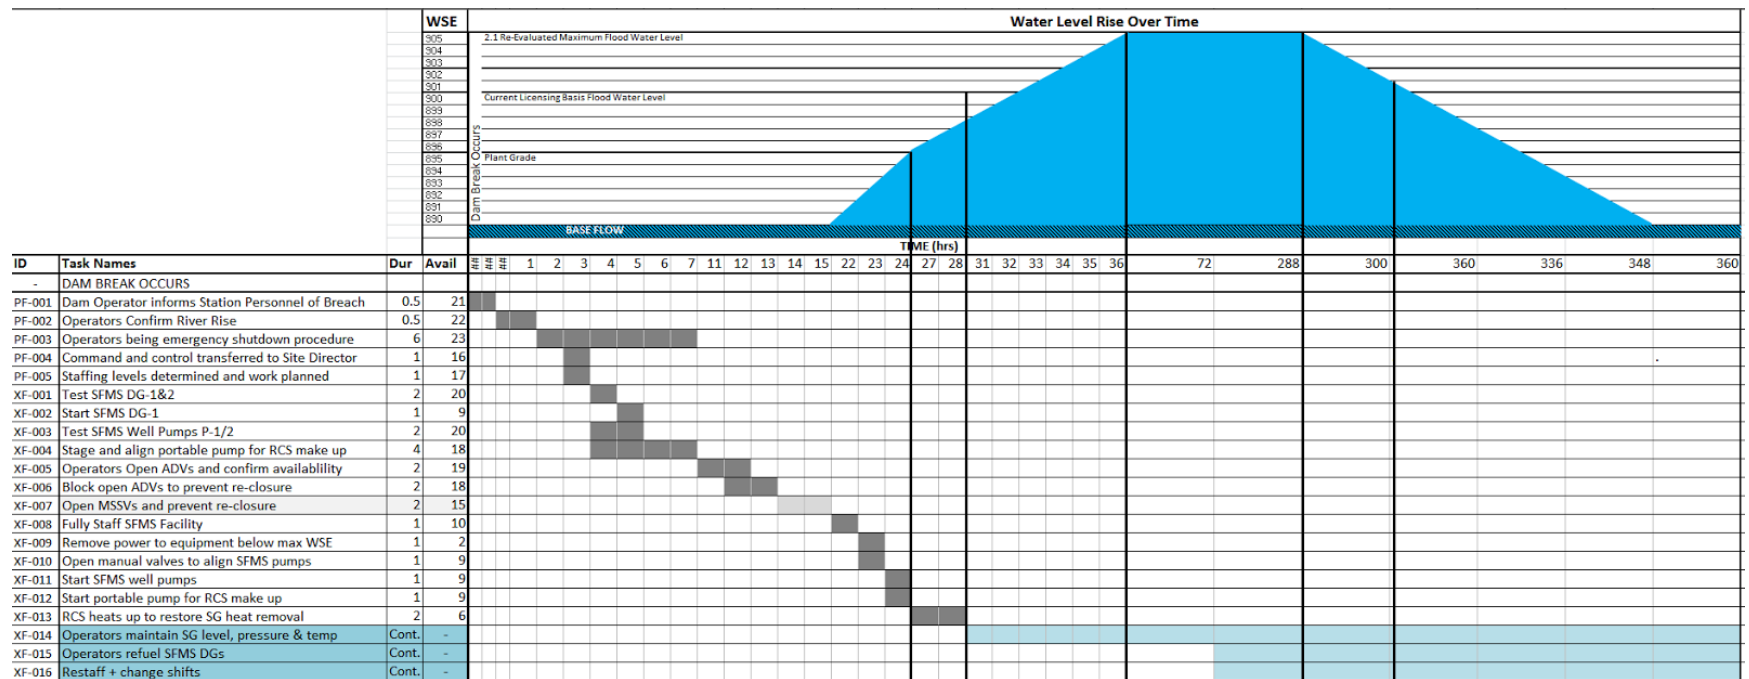 WSE Water Level Rise Over Time
905 2.1 Re-Evaluated Maximum Flood Water Level
904
903
902
901
900 Current Licensing Basis Flood Water Level
899
898
897
896
895 Plant Grade
894
893
892
891
890
Dam Break Occurs
BASE FLOW
TIME (hrs)
ID Task Names Dur Avail ## ## ## 1 2 3 4 5 6 7 11 12 13 14 15 22 23 24 27 28 31 32 33 34 35 36 72 288 300 360 336 348 360
- DAM BREAK OCCURS
PF-001 Dam Operator informs Station Personnel of Breach 0.5 21
PF-002 Operators Confirm River Rise 0.5 22
PF-003 Operators being emergency shutdown procedure 6 23
PF-004 Command and control transferred to Site Director 1 16
PF-005 Staffing levels determined and work planned 1 17
XF-001 Test SFMS DG-1&2 2 20
XF-002 Start SFMS DG-1 1 9
XF-003 Test SFMS Well Pumps P-1/2 2 20
XF-004 Stage and align portable pump for RCS make up 4 18
XF-005 Operators Open ADVs and confirm availablility 2 19
XF-006 Block open ADVs to prevent re-closure 2 18
XF-007 Open MSSVs and prevent re-closure 2 15
XF-008 Fully Staff SFMS Facility 1 10
XF-009 Remove power to equipment below max WSE 1 2
XF-010 Open manual valves to align SFMS pumps 1 9
XF-011 Start SFMS well pumps 1 9
XF-012 Start portable pump for RCS make up 1 9
XF-013 RCS heats up to restore SG heat removal 2 6
XF-014 Operators maintain SG level, pressure & temp Cont. -
XF-015 Operators refuel SFMS DGs Cont. -
XF-016 Restaff + change shifts Cont. -